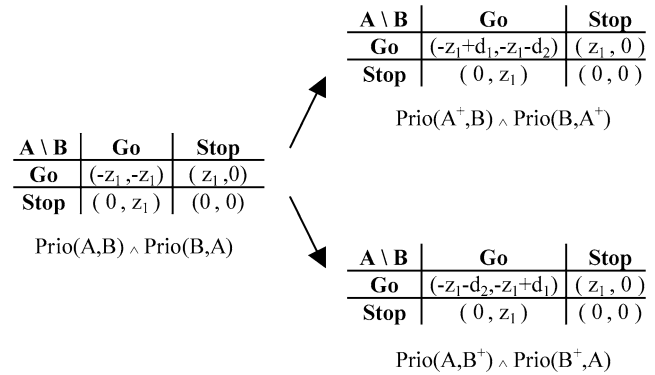 A \ B Go Stop
Go (-z₁+d₁,-z₁-d₂) ( z₁ , 0 )
Stop ( 0 , z₁ ) ( 0, 0 )
Prio(A⁺,B) ∧ Prio(B,A⁺)
A \ B Go Stop
Go (-z₁ ,-z₁) ( z₁ ,0)
Stop ( 0 , z₁ ) (0, 0)
Prio(A,B) ∧ Prio(B,A)
A \ B Go Stop
Go (-z₁-d₂,-z₁+d₁) ( z₁ , 0 )
Stop ( 0 , z₁ ) ( 0, 0 )
Prio(A,B⁺) ∧ Prio(B⁺,A)